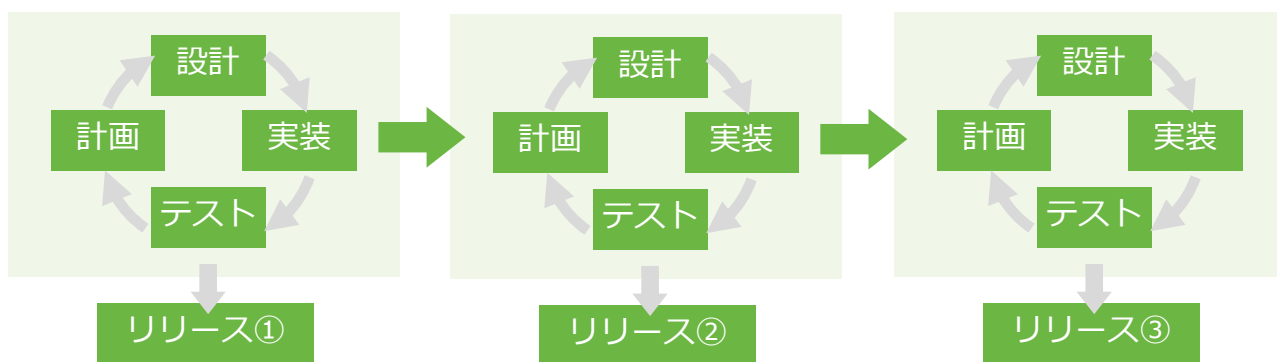 設計
計画
実装
テスト
リリース①
設計
計画
実装
テスト
リリース②
設計
計画
実装
テスト
リリース③